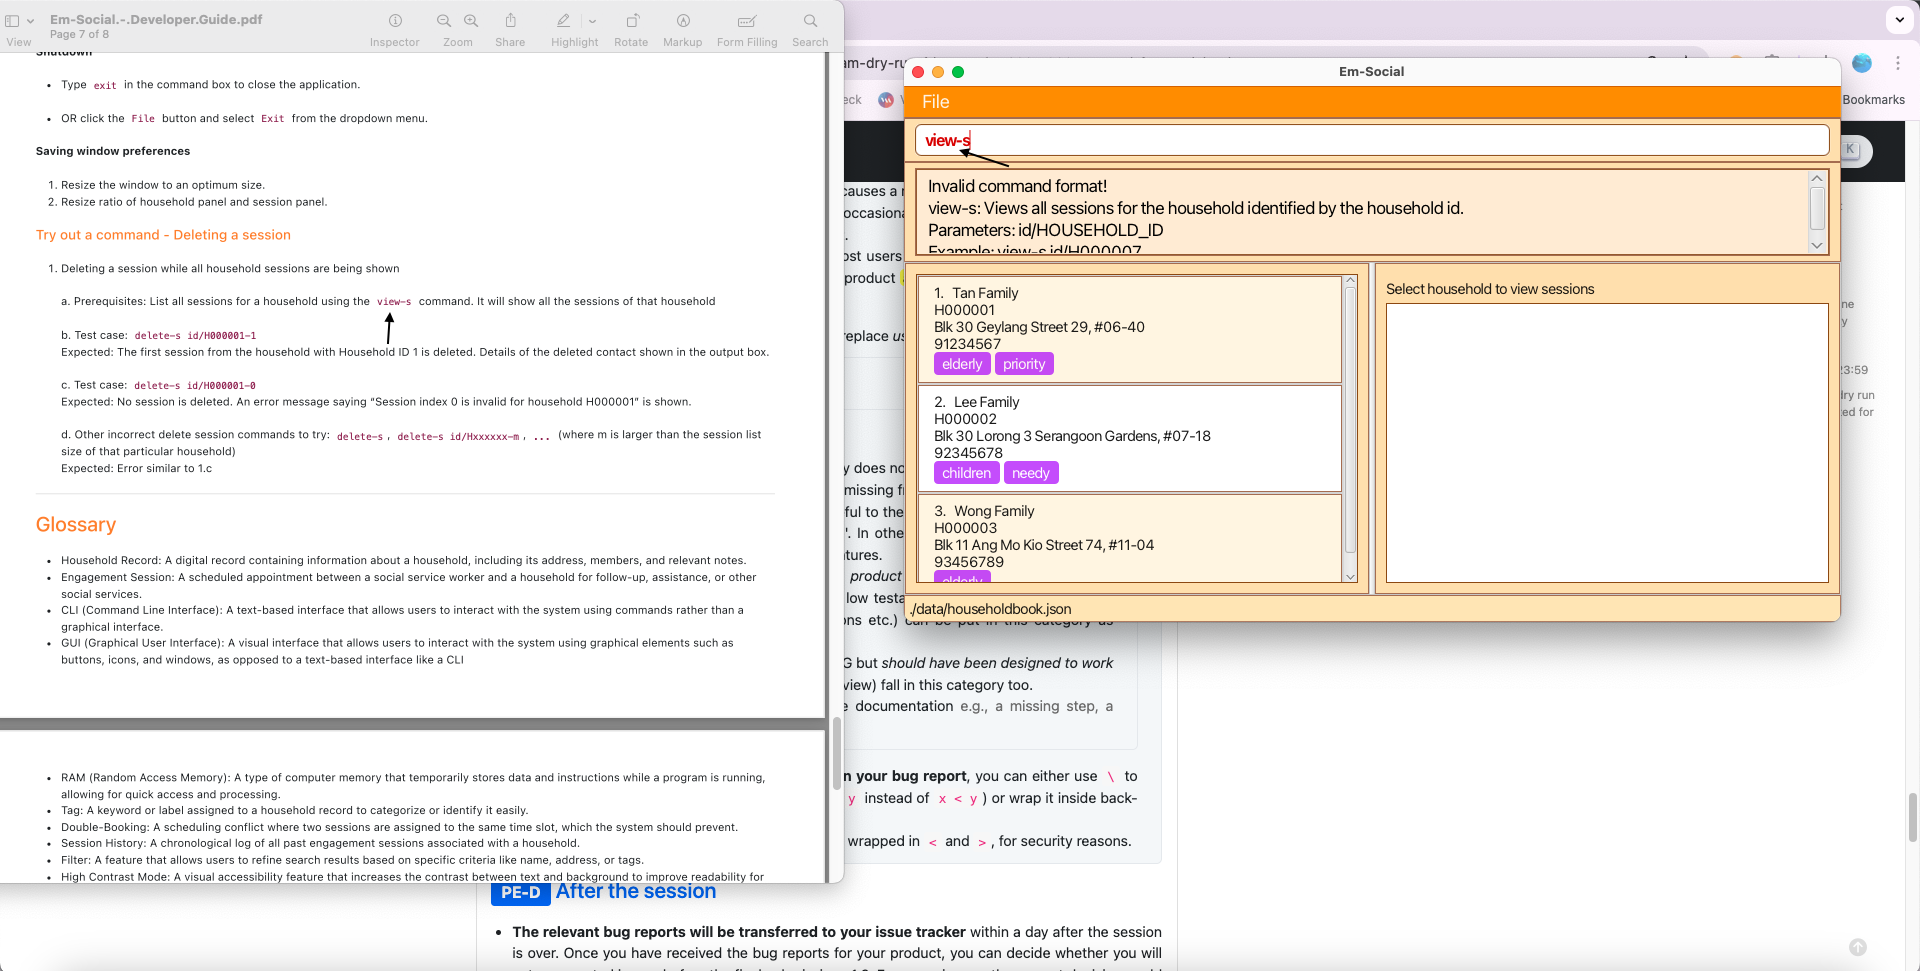 Em-Social.-.Developer.Guide.pdf
Page 7 of 8
View
Inspector
Zoom
Share
Highlight
Rotate
Markup
Form Filling
Search
Shutdown
Type exit in the command box to close the application.
OR click the File button and select Exit from the dropdown menu.
Saving window preferences
1. Resize the window to an optimum size.
2. Resize ratio of household panel and session panel.
Try out a command - Deleting a session
1. Deleting a session while all household sessions are being shown
a. Prerequisites: List all sessions for a household using the view-s command. It will show all the sessions of that household
b. Test case: delete-s id/H000001-1
Expected: The first session from the household with Household ID 1 is deleted. Details of the deleted contact shown in the output box.
c. Test case: delete-s id/H000001-0
Expected: No session is deleted. An error message saying “Session index 0 is invalid for household H000001” is shown.
d. Other incorrect delete session commands to try: delete-s, delete-s id/Hxxxxxx-m, ... (where m is larger than the session list
size of that particular household)
Expected: Error similar to 1.c
Glossary
Household Record: A digital record containing information about a household, including its address, members, and relevant notes.
Engagement Session: A scheduled appointment between a social service worker and a household for follow-up, assistance, or other
social services.
CLI (Command Line Interface): A text-based interface that allows users to interact with the system using commands rather than a
graphical interface.
GUI (Graphical User Interface): A visual interface that allows users to interact with the system using graphical elements such as
buttons, icons, and windows, as opposed to a text-based interface like a CLI
RAM (Random Access Memory): A type of computer memory that temporarily stores data and instructions while a program is running,
allowing for quick access and processing.
Tag: A keyword or label assigned to a household record to categorize or identify it easily.
Double-Booking: A scheduling conflict where two sessions are assigned to the same time slot, which the system should prevent.
Session History: A chronological log of all past engagement sessions associated with a household.
Filter: A feature that allows users to refine search results based on specific criteria like name, address, or tags.
High Contrast Mode: A visual accessibility feature that increases the contrast between text and background to improve readability for
am-dry-ru
eck
Bookmarks
K
causes a
occasiona
ost users
product
replace us
y does no
missing f
ful to the
". In othe
tures.
product
low testa
ons etc.) can be put in this category as
G but should have been designed to work
view) fall in this category too.
e documentation e.g., a missing step, a
n your bug report, you can either use \ to
y instead of x < y ) or wrap it inside back-
wrapped in < and >, for security reasons.
PE-D After the session
The relevant bug reports will be transferred to your issue tracker within a day after the session
is over. Once you have received the bug reports for your product, you can decide whether you will
ne
y
23:59
dry run
ed for
Em-Social
File
view-s
Invalid command format!
view-s: Views all sessions for the household identified by the household id.
Parameters: id/HOUSEHOLD_ID
Example: view-s id/H000007
1. Tan Family
H000001
Blk 30 Geylang Street 29, #06-40
91234567
elderly priority
2. Lee Family
H000002
Blk 30 Lorong 3 Serangoon Gardens, #07-18
92345678
children needy
3. Wong Family
H000003
Blk 11 Ang Mo Kio Street 74, #11-04
93456789
elderly
Select household to view sessions
./data/householdbook.json